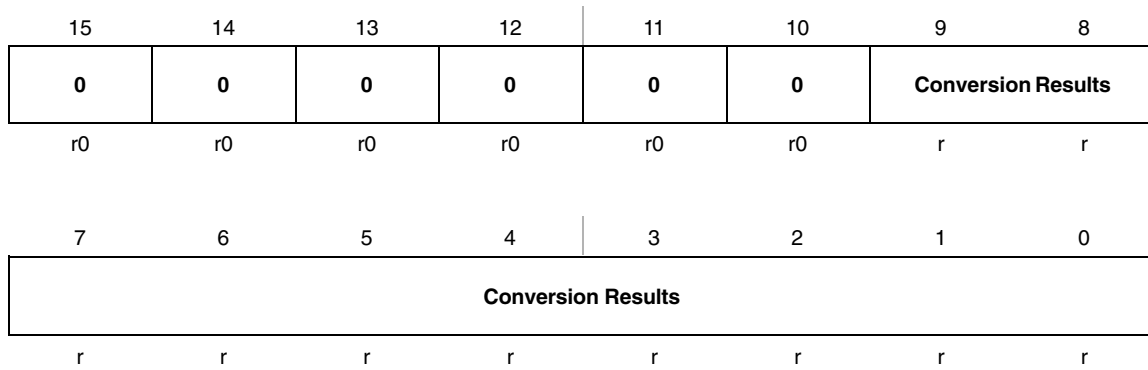 15 14 13 12 11 10 9 8
0 0 0 0 0 0 Conversion Results
r0 r0 r0 r0 r0 r0 r r
7 6 5 4 3 2 1 0
Conversion Results
r r r r r r r r